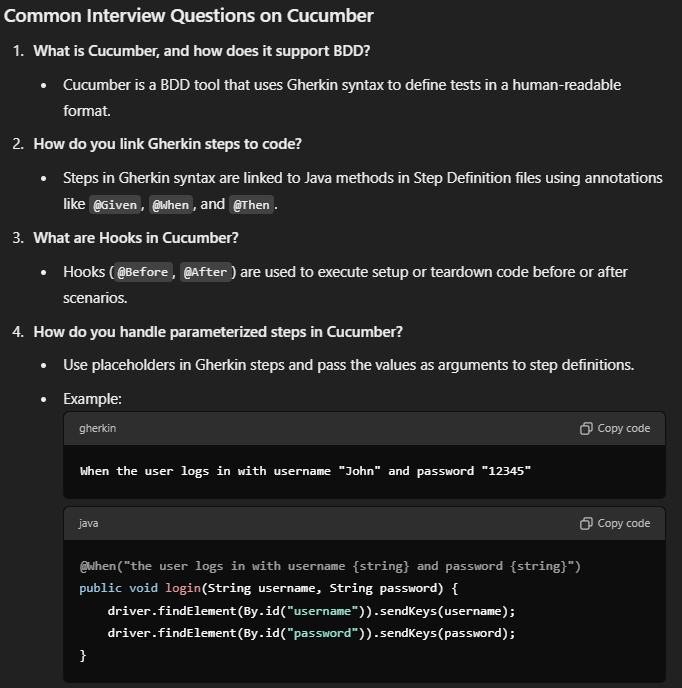 Common Interview Questions on Cucumber
1. What is Cucumber, and how does it support BDD?
• Cucumber is a BDD tool that uses Gherkin syntax to define tests in a human-readable
format.
2. How do you link Gherkin steps to code?
• Steps in Gherkin syntax are linked to Java methods in Step Definition files using annotations
like @Given, @When, and @Then.
3. What are Hooks in Cucumber?
• Hooks (@Before, @After) are used to execute setup or teardown code before or after
scenarios.
4. How do you handle parameterized steps in Cucumber?
• Use placeholders in Gherkin steps and pass the values as arguments to step definitions.
• Example:
gherkin Copy code
When the user logs in with username "John" and password "12345"
java Copy code
@When("the user logs in with username {string} and password {string}")
public void login(String username, String password) {
    driver.findElement(By.id("username")).sendKeys(username);
    driver.findElement(By.id("password")).sendKeys(password);
}